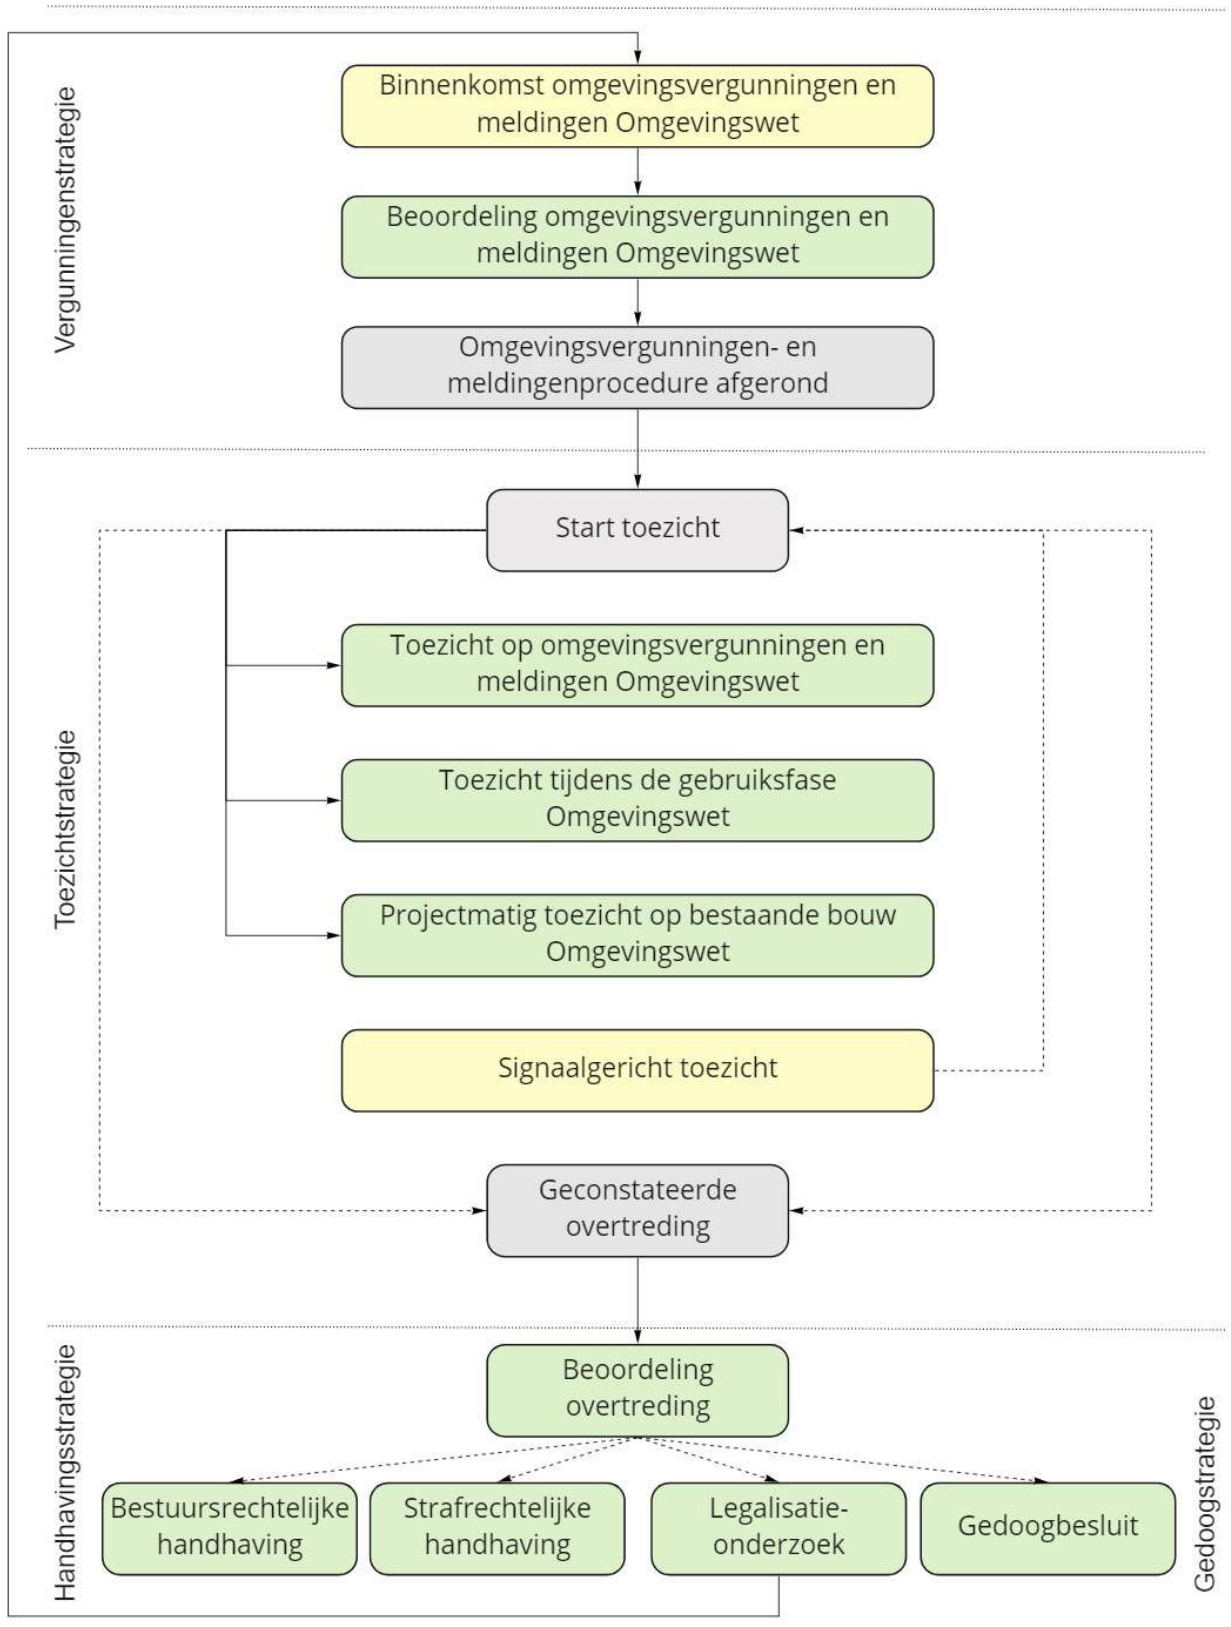 Vergunningenstrategie
Binnenkomst omgevingsvergunningen en
meldingen Omgevingswet
Beoordeling omgevingsvergunningen en
meldingen Omgevingswet
Omgevingsvergunningen- en
meldingenprocedure afgerond
Toezichtstrategie
Start toezicht
Toezicht op omgevingsvergunningen en
meldingen Omgevingswet
Toezicht tijdens de gebruiksfase
Omgevingswet
Projectmatig toezicht op bestaande bouw
Omgevingswet
Signaalgericht toezicht
Geconstateerde
overtreding
Handhavingsstrategie
Beoordeling
overtreding
Bestuursrechtelijke
handhaving
Strafrechtelijke
handhaving
Legalisatie-
onderzoek
Gedoogbesluit
Gedoogstrategie